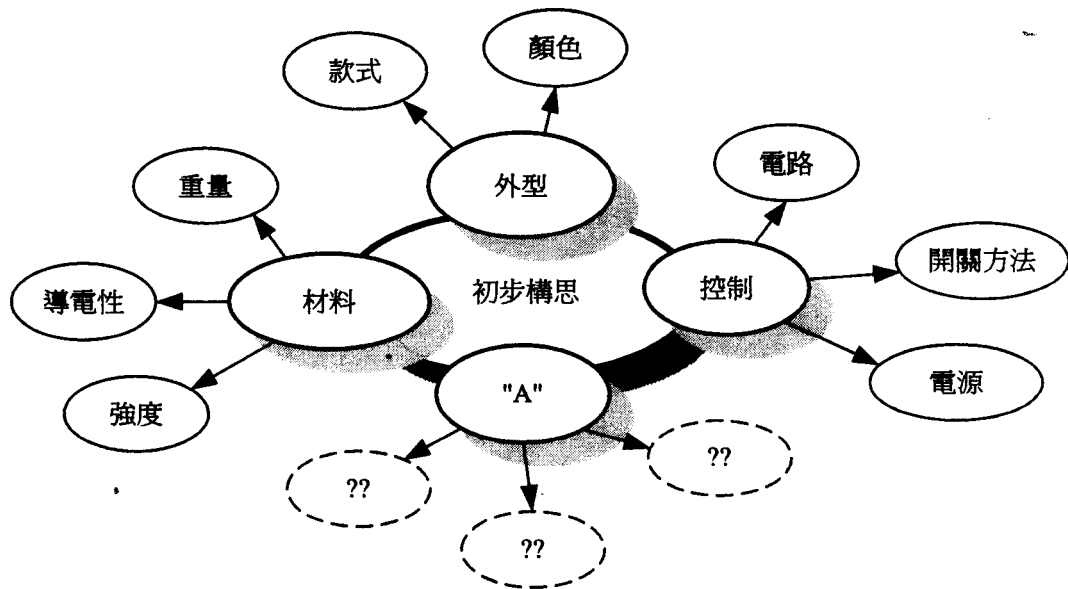 顏色
款式
電路
重量
外型
開關方法
導電性
材料
初步構思
控制
強度
"A"
電源
??
??
??